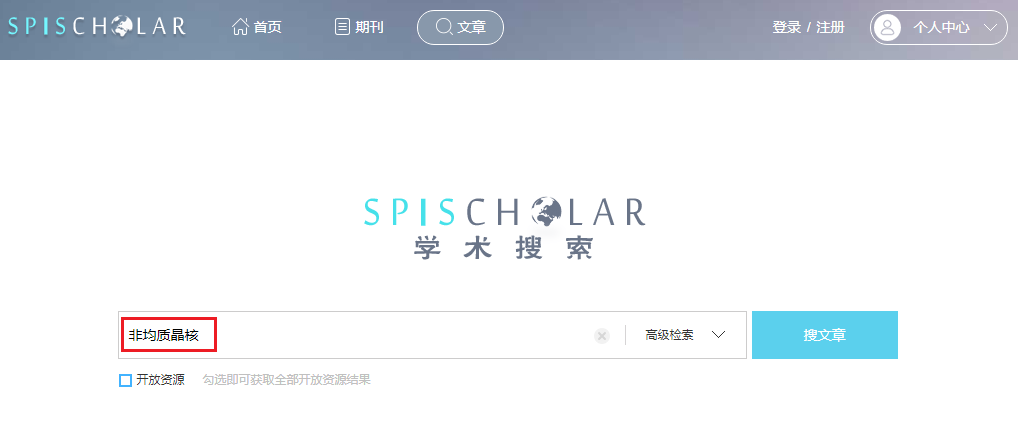 SPISCHOLAR 首页 期刊 文章 登录 / 注册 个人中心
SPISCHOLAR
学术搜索
非均质晶核 高级检索 搜文章
开放资源 勾选即可获取全部开放资源结果